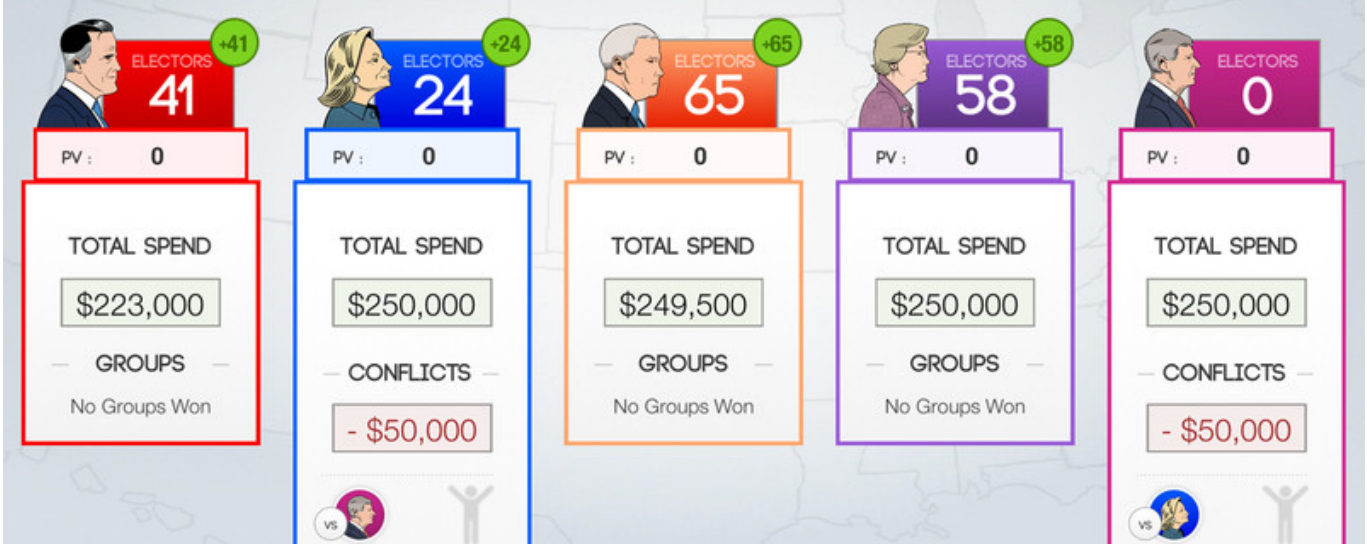 +41
ELECTORS
41
PV : 0
TOTAL SPEND
$223,000
GROUPS
No Groups Won
+24
ELECTORS
24
PV : 0
TOTAL SPEND
$250,000
CONFLICTS
- $50,000
VS
+65
ELECTORS
65
PV : 0
TOTAL SPEND
$249,500
GROUPS
No Groups Won
+58
ELECTORS
58
PV : 0
TOTAL SPEND
$250,000
GROUPS
No Groups Won
ELECTORS
0
PV : 0
TOTAL SPEND
$250,000
CONFLICTS
- $50,000
VS